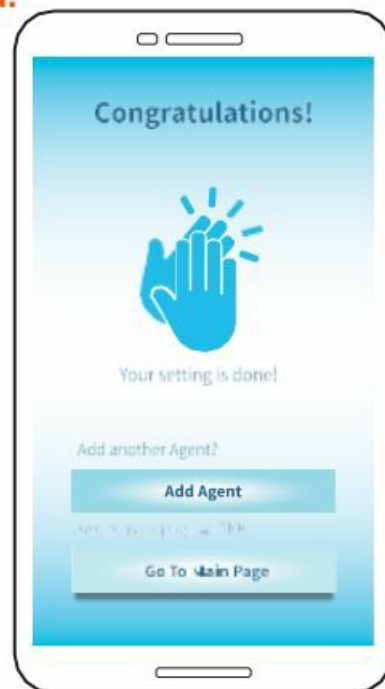 Congratulations!
Your setting is done!
Add another Agent?
Add Agent
Go To Main Page